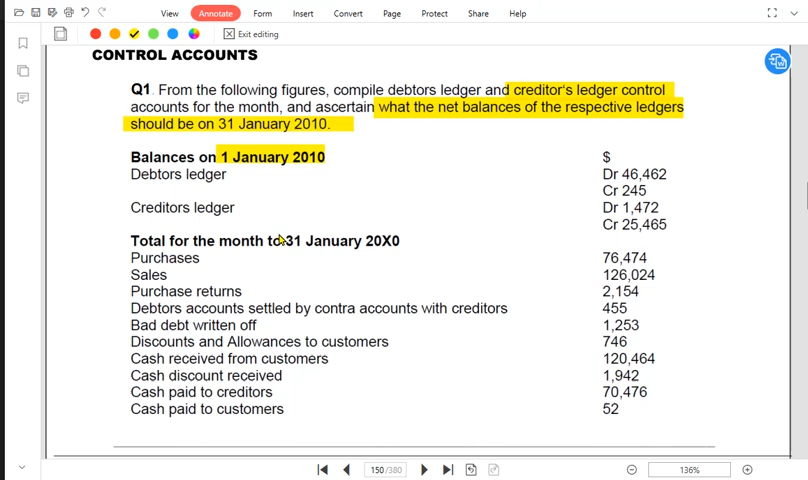 View Annotate Form Insert Convert Page Protect Share Help
Exit editing
CONTROL ACCOUNTS
Q1. From the following figures, compile debtors ledger and creditor's ledger control
accounts for the month, and ascertain what the net balances of the respective ledgers
should be on 31 January 2010.
Balances on 1 January 2010 $
Debtors ledger Dr 46,462
Cr 245
Creditors ledger Dr 1,472
Cr 25,465
Total for the month to 31 January 20X0
Purchases 76,474
Sales 126,024
Purchase returns 2,154
Debtors accounts settled by contra accounts with creditors 455
Bad debt written off 1,253
Discounts and Allowances to customers 746
Cash received from customers 120,464
Cash discount received 1,942
Cash paid to creditors 70,476
Cash paid to customers 52
150 / 380 136%